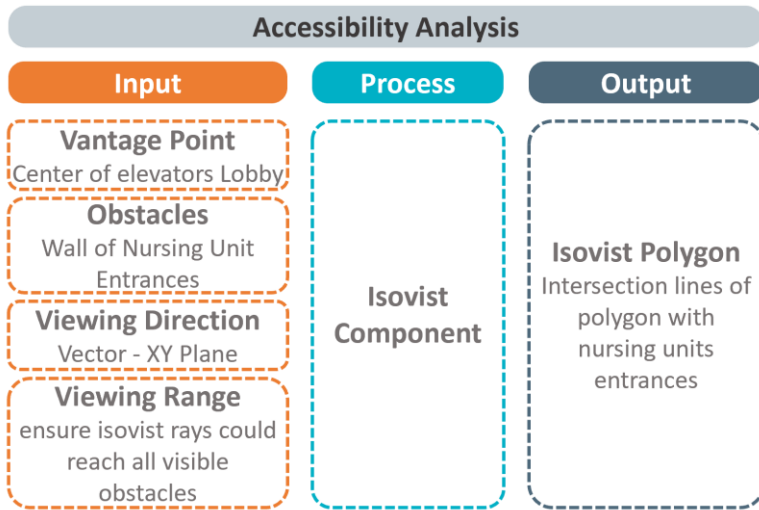 Accessibility Analysis
Input
Process
Output
Vantage Point
Center of elevators Lobby
Obstacles
Wall of Nursing Unit
Entrances
Viewing Direction
Vector - XY Plane
Viewing Range
ensure isovist rays could
reach all visible
obstacles
Isovist
Component
Isovist Polygon
Intersection lines of
polygon with
nursing units
entrances